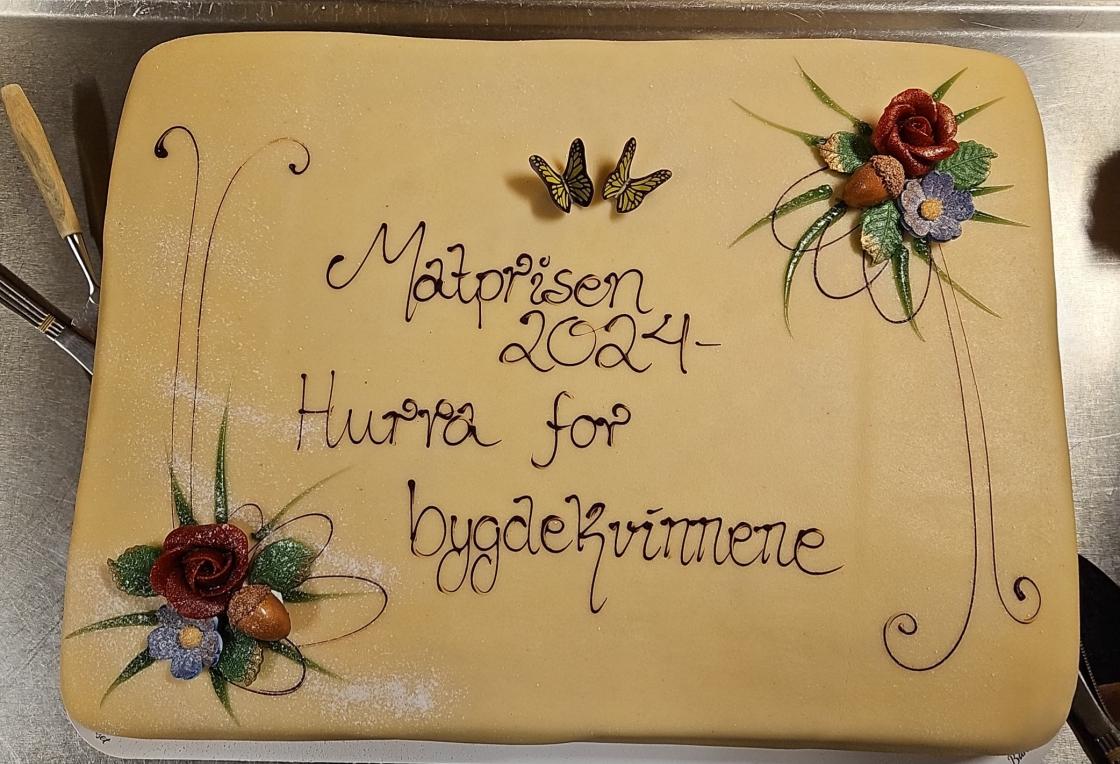 Matprisen
2024-
Hurra for
bygdekvinnene